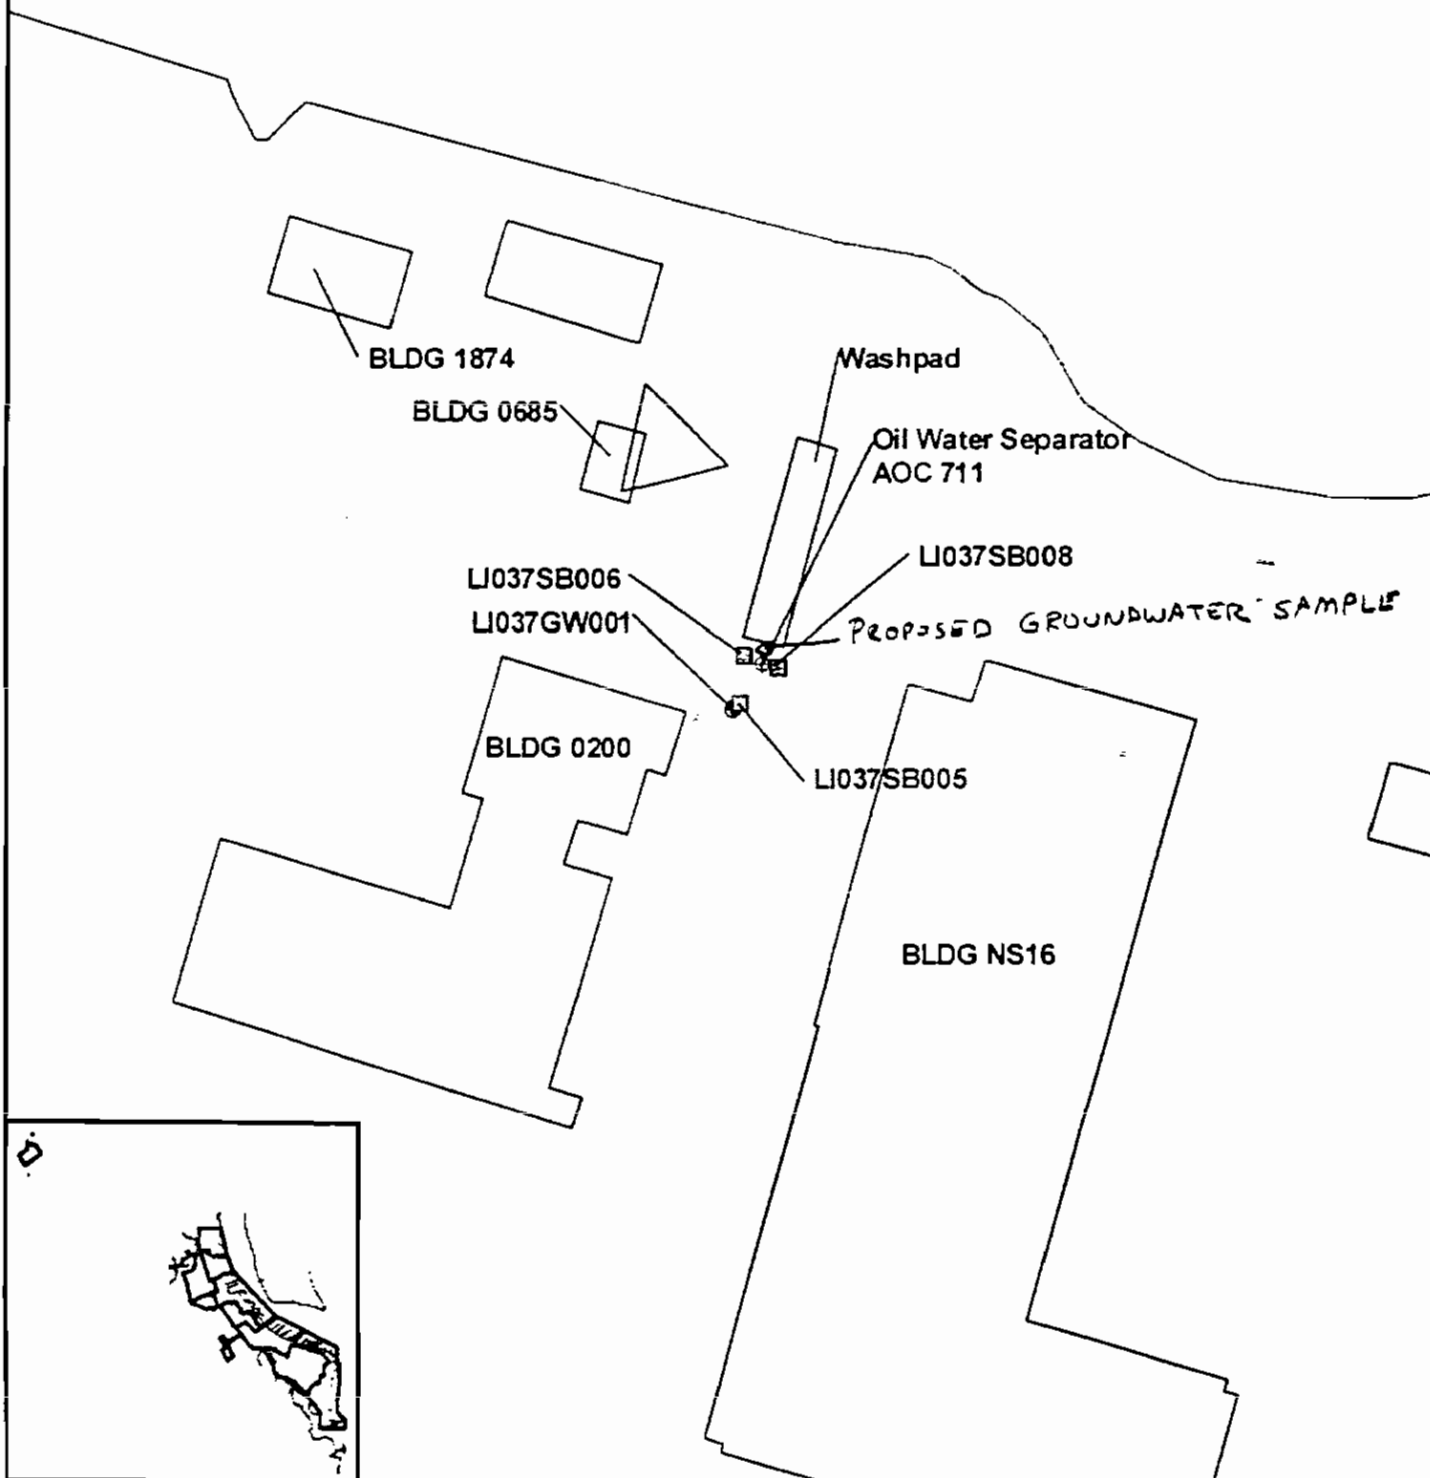 BLDG 1874
Washpad
BLDG 0685
Oil Water Separator
AOC 711
LI037SB008
LI037SB006
PROPOSED GROUNDWATER SAMPLE
LI037GW001
BLDG 0200
LI037SB005
BLDG NS16